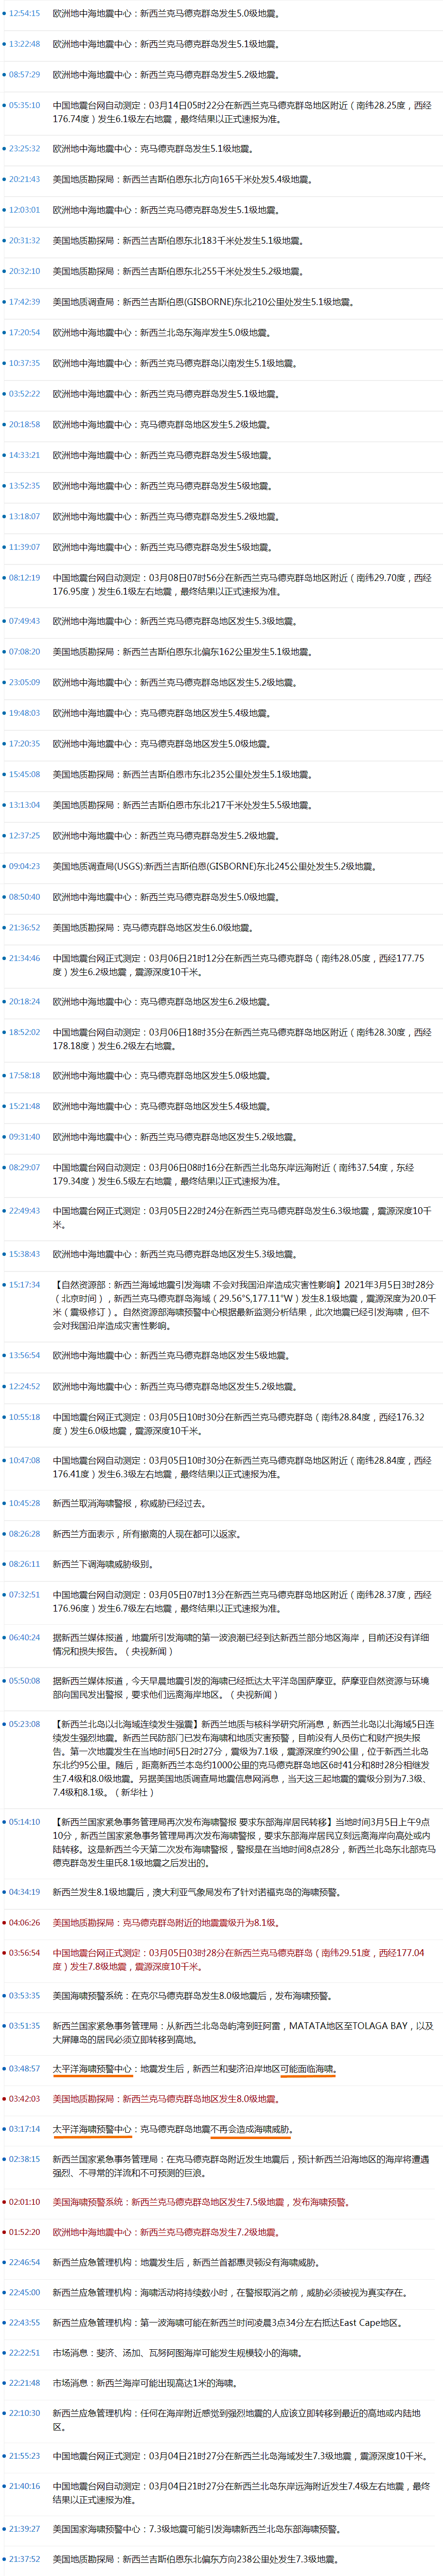 12:54:15 欧洲地中海地震中心：新西兰克马德克群岛发生5.0级地震。
13:22:48 欧洲地中海地震中心：新西兰克马德克群岛发生5.1级地震。
08:57:29 欧洲地中海地震中心：新西兰克马德克群岛发生5.2级地震。
05:35:10 中国地震台网自动测定：03月14日05时22分在新西兰克马德克群岛地区附近（南纬28.25度，西经
176.74度）发生6.1级左右地震，最终结果以正式速报为准。
23:25:32 欧洲地中海地震中心：克马德克群岛发生5.1级地震。
20:21:43 美国地质勘探局：新西兰吉斯伯恩东北方向165千米处发5.4级地震。
12:03:01 欧洲地中海地震中心：新西兰克马德克群岛发生5.1级地震。
20:31:32 美国地质勘探局：新西兰吉斯伯恩东北183千米处发生5.1级地震。
20:32:10 美国地质勘探局：新西兰吉斯伯恩东北255千米处发生5.2级地震。
17:42:39 美国地质调查局：新西兰吉斯伯恩(GISBORNE)东北210公里处发生5.1级地震。
17:20:54 欧洲地中海地震中心：新西兰北岛东海岸发生5.0级地震。
10:37:35 欧洲地中海地震中心：新西兰克马德克群岛以南发生5.1级地震。
03:52:22 欧洲地中海地震中心：新西兰克马德克群岛发生5.1级地震。
20:18:58 欧洲地中海地震中心：克马德克群岛地区发生5.2级地震。
14:33:21 欧洲地中海地震中心：新西兰克马德克群岛发生5级地震。
13:52:35 欧洲地中海地震中心：新西兰克马德克群岛发生5级地震。
13:18:07 欧洲地中海地震中心：新西兰克马德克群岛发生5.2级地震。
11:39:07 欧洲地中海地震中心：新西兰克马德克群岛发生5级地震。
08:12:19 中国地震台网自动测定：03月08日07时56分在新西兰克马德克群岛地区附近（南纬29.70度，西经
176.95度）发生6.1级左右地震，最终结果以正式速报为准。
07:49:43 欧洲地中海地震中心：新西兰克马德克群岛地区发生5.3级地震。
07:08:20 美国地质勘探局：新西兰吉斯伯恩东北偏东162公里发生5.1级地震。
23:05:09 欧洲地中海地震中心：新西兰克马德克群岛地区发生5.2级地震。
19:48:03 欧洲地中海地震中心：克马德克群岛地区发生5.4级地震。
17:20:35 欧洲地中海地震中心：克马德克群岛地区发生5.0级地震。
15:45:08 美国地质勘探局：新西兰吉斯伯恩市东北235公里处发生5.1级地震。
13:13:04 美国地质勘探局：新西兰吉斯伯恩市东北217千米处发生5.5级地震。
12:37:25 欧洲地中海地震中心：新西兰克马德克群岛发生5.2级地震。
09:04:23 美国地质调查局(USGS):新西兰吉斯伯恩(GISBORNE)东北245公里处发生5.2级地震。
08:50:40 欧洲地中海地震中心：新西兰克马德克群岛发生5.0级地震。
21:36:52 美国地质勘探局：克马德克群岛地区发生6.0级地震。
21:34:46 中国地震台网正式测定：03月06日21时12分在新西兰克马德克群岛（南纬28.05度，西经177.75
度）发生6.2级地震，震源深度10千米。
20:18:24 欧洲地中海地震中心：克马德克群岛地区发生6.2级地震。
18:52:02 中国地震台网自动测定：03月06日18时35分在新西兰克马德克群岛地区附近（南纬28.30度，西经
178.18度）发生6.2级左右地震。
17:58:18 欧洲地中海地震中心：克马德克群岛地区发生5.0级地震。
15:21:48 欧洲地中海地震中心：克马德克群岛地区发生5.4级地震。
09:31:40 欧洲地中海地震中心：新西兰克马德克群岛地区发生5.2级地震。
08:29:07 中国地震台网自动测定：03月06日08时16分在新西兰北岛东岸远海附近（南纬37.54度，东经
179.34度）发生6.5级左右地震，最终结果以正式速报为准。
22:49:43 中国地震台网正式测定：03月05日22时24分在新西兰克马德克群岛发生6.3级地震，震源深度10千
米。
15:38:43 欧洲地中海地震中心：新西兰克马德克群岛地区发生5.3级地震。
15:17:34 【自然资源部：新西兰海域地震引发海啸 不会对我国沿岸造成灾害性影响】2021年3月5日3时28分
（北京时间），新西兰克马德克群岛海域（29.56°S,177.11°W）发生8.1级地震，震源深度为20.0千
米（震级修订）。自然资源部海啸预警中心根据最新监测分析结果，此次地震已经引发海啸，但不
会对我国沿岸造成灾害性影响。
13:56:54 欧洲地中海地震中心：新西兰克马德克群岛地区发生5级地震。
12:24:52 欧洲地中海地震中心：新西兰克马德克群岛地区发生5.2级地震。
10:55:18 中国地震台网正式测定：03月05日10时30分在新西兰克马德克群岛（南纬28.84度，西经176.32
度）发生6.0级地震，震源深度10千米。
10:47:08 中国地震台网自动测定：03月05日10时30分在新西兰克马德克群岛地区附近（南纬28.84度，西经
176.41度）发生6.3级左右地震，最终结果以正式速报为准。
10:45:28 新西兰取消海啸警报，称威胁已经过去。
08:26:28 新西兰方面表示，所有撤离的人现在都可以返家。
08:26:11 新西兰下调海啸威胁级别。
07:32:51 中国地震台网自动测定：03月05日07时13分在新西兰克马德克群岛地区附近（南纬28.37度，西经
176.96度）发生6.7级左右地震，最终结果以正式速报为准。
06:40:24 据新西兰媒体报道，地震所引发海啸的第一波浪潮已经到达新西兰部分地区海岸，目前还没有详细
情况和损失报告。（央视新闻）
05:50:08 据新西兰媒体报道，今天早晨地震引发的海啸已经抵达太平洋岛国萨摩亚。萨摩亚自然资源与环境
部向国民发出警报，要求他们远离海岸地区。（央视新闻）
05:23:08 【新西兰北岛以北海域连续发生强震】新西兰地质与核科学研究所消息，新西兰北岛以北海域5日连
续发生强烈地震。新西兰民防部门已发布海啸和地质灾害预警，目前没有人员伤亡和财产损失报
告。第一次地震发生在当地时间5日2时27分，震级为7.1级，震源深度约90公里，位于新西兰北岛
东北约95公里。随后，距离新西兰本岛约1000公里的克马德克群岛地区6时41分和8时28分相继发
生7.4级和8.0级地震。另据美国地质调查局地震信息网消息，当天这三起地震的震级分别为7.3级、
7.4级和8.1级。（新华社）
05:14:10 【新西兰国家紧急事务管理局再次发布海啸警报 要求东部海岸居民转移】当地时间3月5日上午9点
10分，新西兰国家紧急事务管理局再次发布海啸警报，要求东部海岸居民立刻远离海岸向高处或内
陆转移。这是新西兰今天第二次发布海啸警报，警报是在当地时间8点28分，新西兰北岛东北部克马
德克群岛发生里氏8.1级地震之后发出的。
04:34:19 新西兰发生8.1级地震后，澳大利亚气象局发布了针对诺福克岛的海啸预警。
04:06:26 美国地质勘探局：克马德克群岛附近的地震震级升为8.1级。
03:56:54 中国地震台网正式测定：03月05日03时28分在新西兰克马德克群岛（南纬29.51度，西经177.04
度）发生7.8级地震，震源深度10千米。
03:53:35 美国海啸预警系统：在克尔马德克群岛发生8.0级地震后，发布海啸预警。
03:51:35 新西兰国家紧急事务管理局：从新西兰北岛岛屿湾到旺阿雷，MATATA地区至TOLAGA BAY，以及
大屏障岛的居民必须立即转移到高地。
03:48:57 太平洋海啸预警中心：地震发生后，新西兰和斐济沿岸地区可能面临海啸。
03:42:03 美国地质勘探局：新西兰克马德克群岛地区发生8.0级地震。
03:17:14 太平洋海啸预警中心：克马德克群岛地震不再会造成海啸威胁。
02:38:15 新西兰国家紧急事务管理局：在克马德克群岛附近发生地震后，预计新西兰沿海地区的海岸将遭遇
强烈、不寻常的洋流和不可预测的巨浪。
02:01:10 美国海啸预警系统：新西兰克马德克群岛地区发生7.5级地震，发布海啸预警。
01:52:20 欧洲地中海地震中心：新西兰克马德克群岛发生7.2级地震。
22:46:54 新西兰应急管理机构：地震发生后，新西兰首都惠灵顿没有海啸威胁。
22:45:00 新西兰应急管理机构：海啸活动将持续数小时，在警报取消之前，威胁必须被视为真实存在。
22:43:55 新西兰应急管理机构：第一波海啸可能在新西兰时间凌晨3点34分左右抵达East Cape地区。
22:22:51 市场消息：斐济、汤加、瓦努阿图海岸可能发生规模较小的海啸。
22:21:48 市场消息：新西兰海岸可能出现高达1米的海啸。
22:10:30 新西兰应急管理机构：任何在海岸附近感觉到强烈地震的人应该立即转移到最近的高地或内陆地
区。
21:55:23 中国地震台网正式测定：03月04日21时27分在新西兰北岛海域发生7.3级地震，震源深度10千米。
21:40:16 中国地震台网自动测定：03月04日21时27分在新西兰北岛东岸远海附近发生7.4级左右地震，最终
结果以正式速报为准。
21:39:27 美国国家海啸预警中心：7.3级地震可能引发海啸新西兰北岛东部海啸预警。
21:37:52 美国地质勘探局：新西兰吉斯伯恩东北偏东方向238公里处发生7.3级地震。